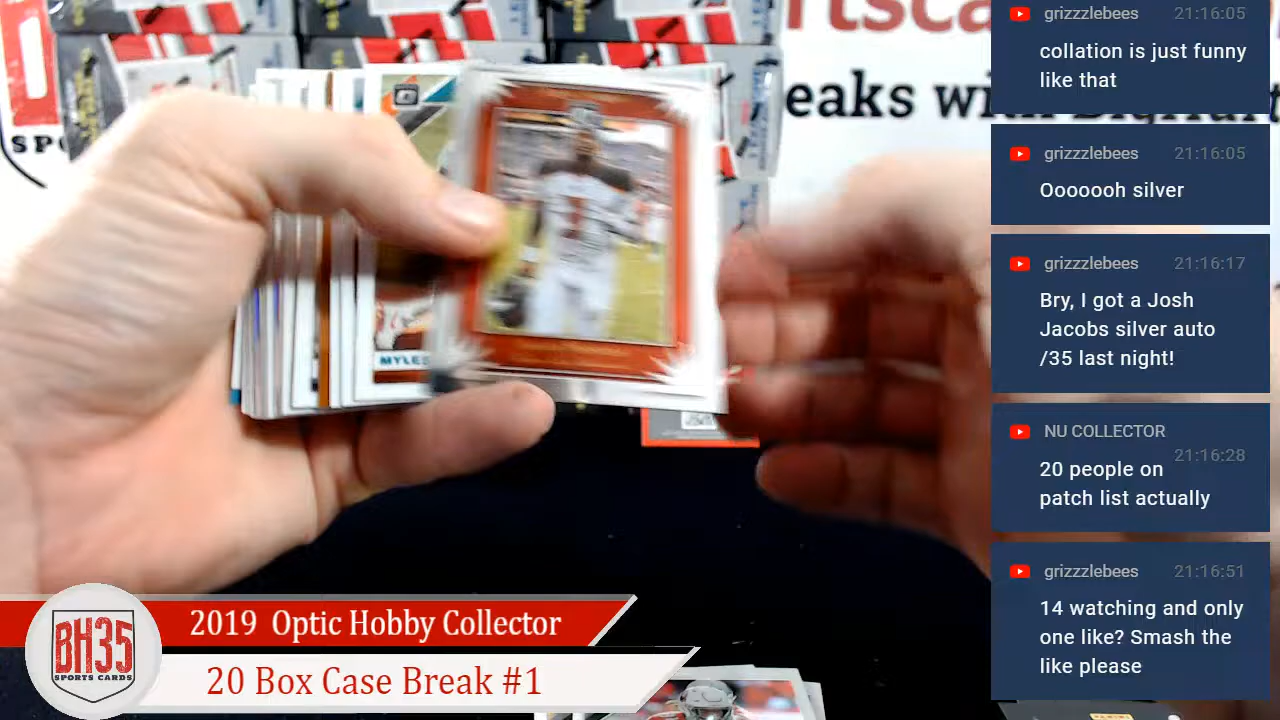 rtsca
eaks wi
SP
MYLES
grizzzlebees 21:16:05
collation is just funny
like that
grizzzlebees 21:16:05
Ooooooh silver
grizzzlebees 21:16:17
Bry, I got a Josh
Jacobs silver auto
/35 last night!
NU COLLECTOR 21:16:28
20 people on
patch list actually
grizzzlebees 21:16:51
14 watching and only
one like? Smash the
like please
BH35
SPORTS CARDS
2019 Optic Hobby Collector
20 Box Case Break #1